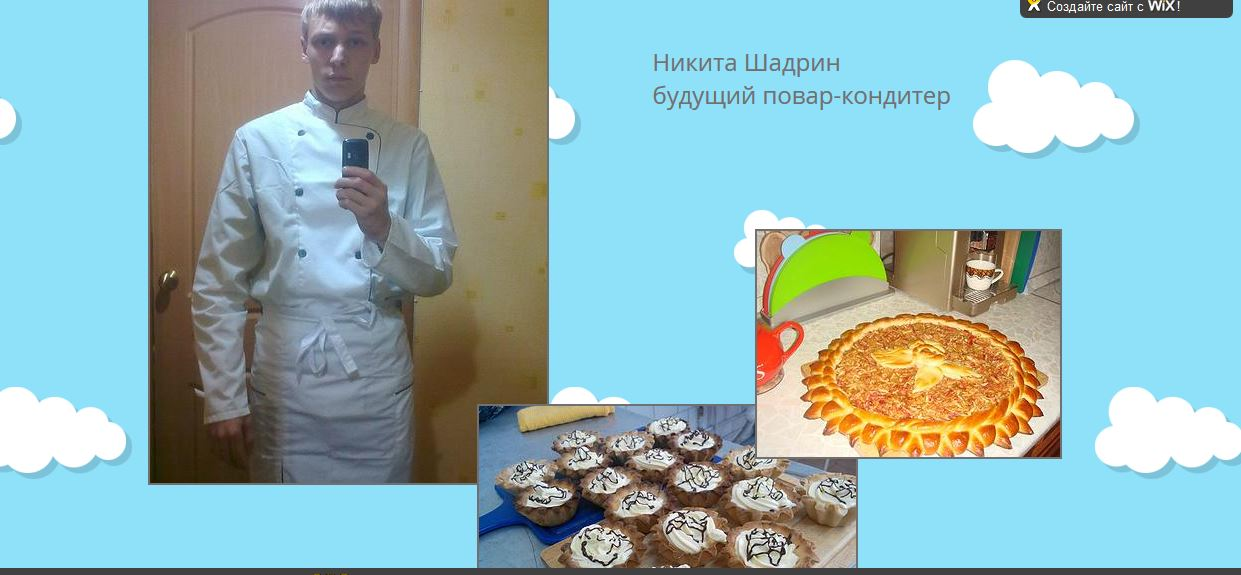 Создайте сайт с WiX!
Никита Шадрин
будущий повар-кондитер